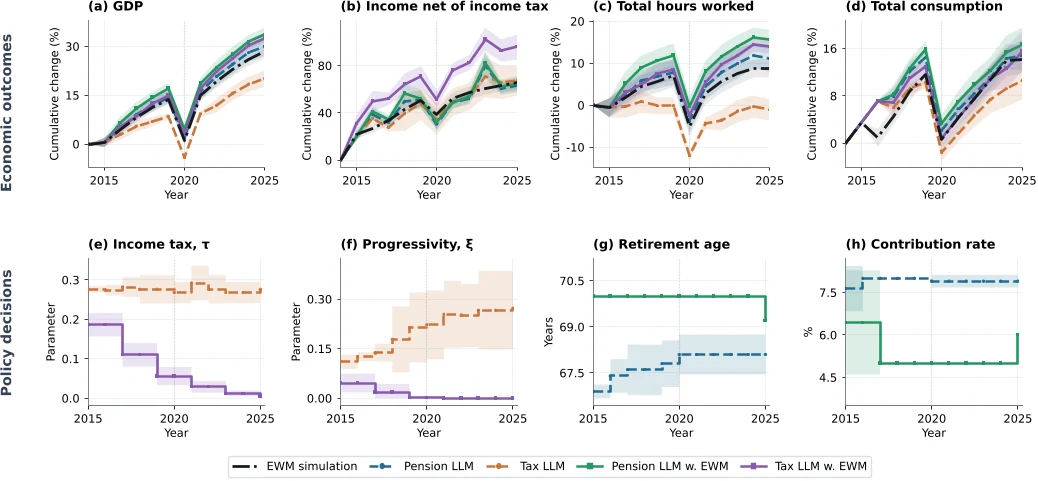 Economic outcomes
(a) GDP
Cumulative change (%)
30
15
0
2015 2020 2025
Year
(b) Income net of income tax
Cumulative change (%)
80
40
0
2015 2020 2025
Year
(c) Total hours worked
Cumulative change (%)
20
10
0
-10
2015 2020 2025
Year
(d) Total consumption
Cumulative change (%)
16
8
0
2015 2020 2025
Year
Policy decisions
(e) Income tax, τ
Parameter
0.3
0.2
0.1
0.0
2015 2020 2025
Year
(f) Progressivity, ξ
Parameter
0.30
0.15
0.00
2015 2020 2025
Year
(g) Retirement age
Years
70.5
69.0
67.5
2015 2020 2025
Year
(h) Contribution rate
%
7.5
6.0
4.5
2015 2020 2025
Year
EWM simulation Pension LLM Tax LLM Pension LLM w. EWM Tax LLM w. EWM